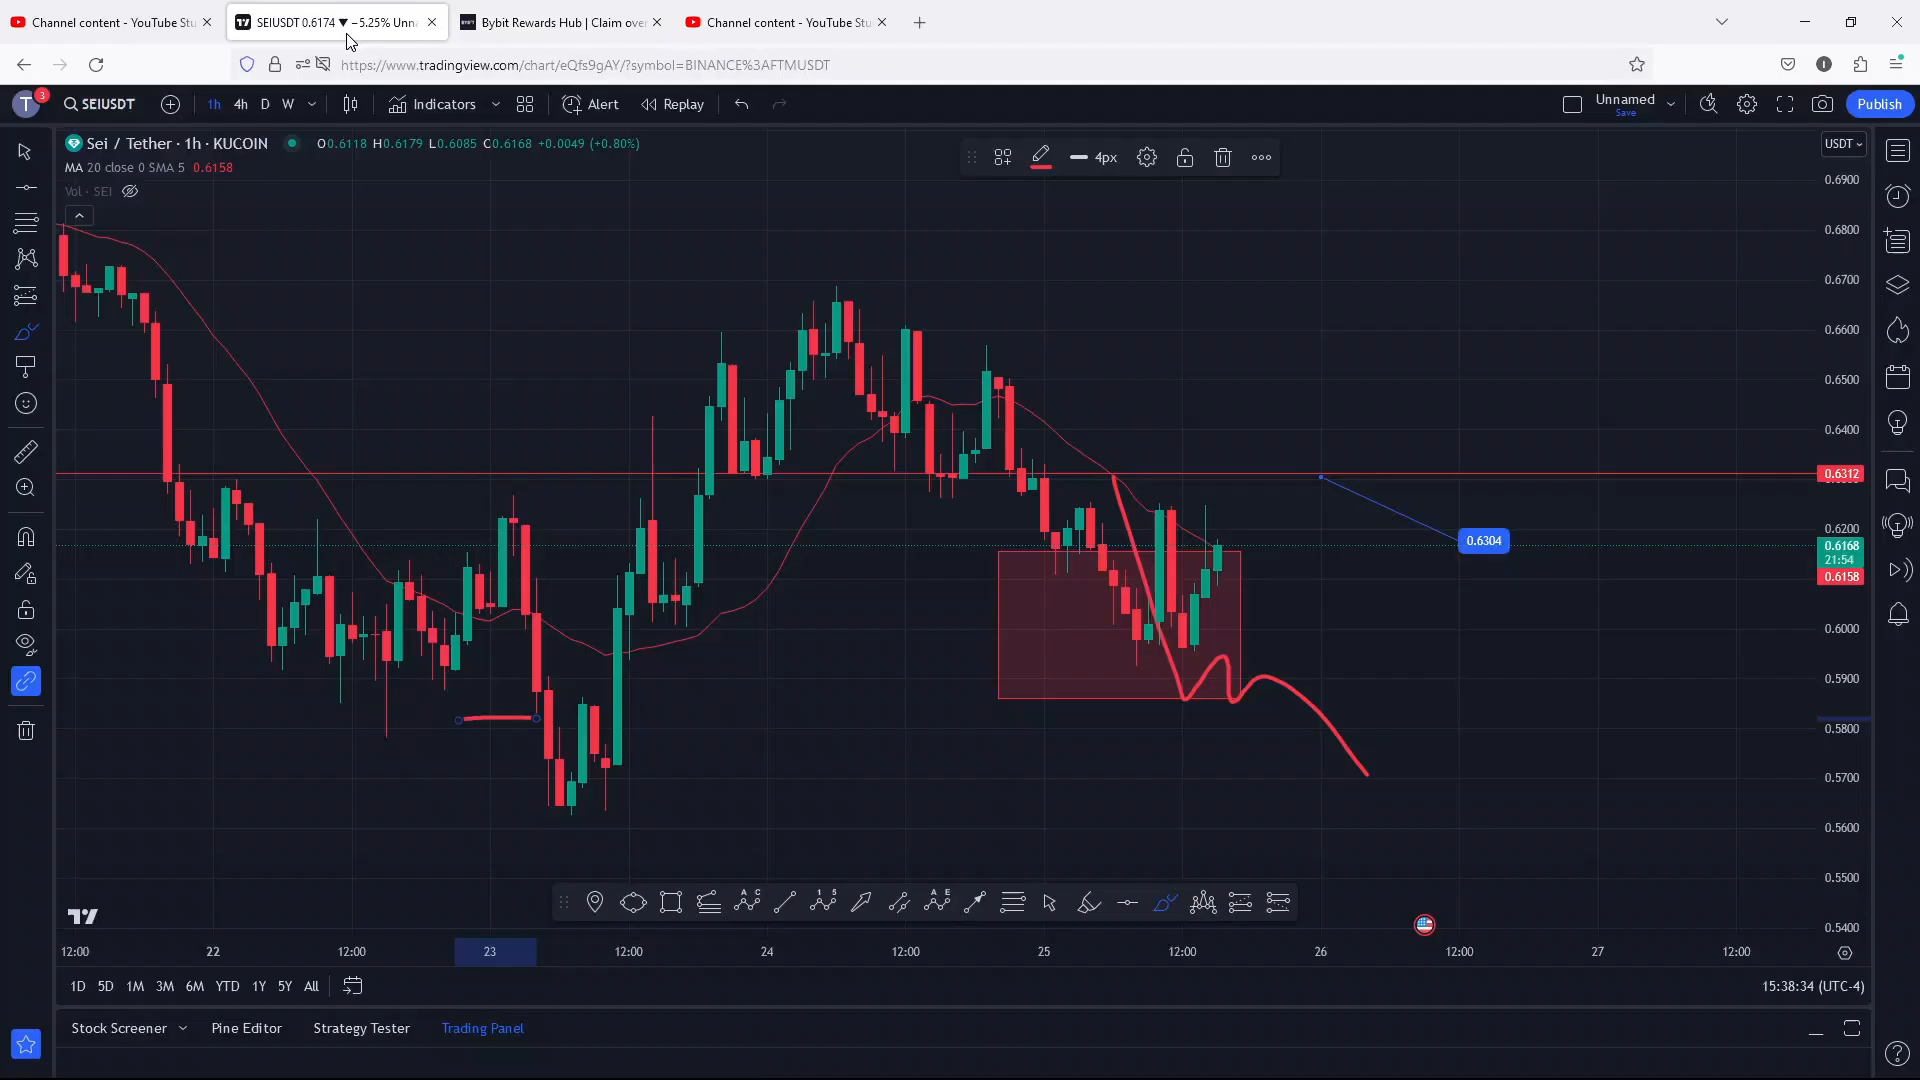 Channel content - YouTube Stu
SEIUSDT 0.6174 ▼ −5.25% Unn
Bybit Rewards Hub | Claim over
Channel content - YouTube Stu
https://www.tradingview.com/chart/eQfs9gAY/?symbol=BINANCE%3AFTMUSDT
T 3
SEIUSDT
1h 4h D W
Indicators
Alert
Replay
Unnamed
Save
Publish
Sei / Tether · 1h · KUCOIN
O0.6118 H0.6179 L0.6085 C0.6168 +0.0049 (+0.80%)
MA 20 close 0 SMA 5 0.6158
Vol · SEI
4px
USDT
0.6900
0.6800
0.6700
0.6600
0.6500
0.6400
0.6312
0.6200
0.6168
21:54
0.6158
0.6000
0.5900
0.5800
0.5700
0.5600
0.5500
0.5400
0.6304
A C
1 5
A E
12:00 22 12:00 23 12:00 24 12:00 25 12:00 26 12:00 27 12:00
1D 5D 1M 3M 6M YTD 1Y 5Y All
15:38:34 (UTC-4)
Stock Screener
Pine Editor
Strategy Tester
Trading Panel